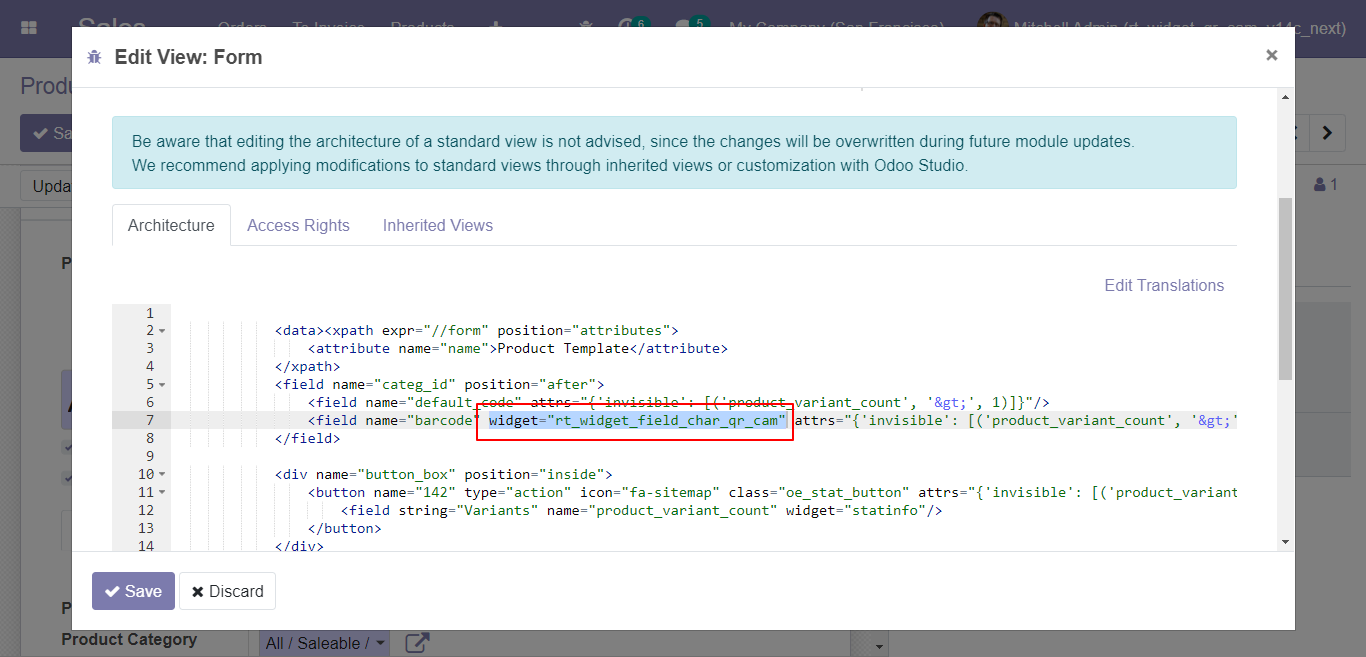 Sales Orders To Invoice Products 6 5 My Company (San Francisco) Mitchell Admin (rt_widget_qr_cam_v14c_next)
Edit View: Form ×
Be aware that editing the architecture of a standard view is not advised, since the changes will be overwritten during future module updates.
We recommend applying modifications to standard views through inherited views or customization with Odoo Studio.
1
Architecture Access Rights Inherited Views
Edit Translations
1
2 <data><xpath expr="//form" position="attributes">
3 <attribute name="name">Product Template</attribute>
4 </xpath>
5 <field name="categ_id" position="after">
6 <field name="default_code" attrs="{'invisible': [('product_variant_count', '&gt;', 1)]}"/>
7 <field name="barcode" widget="rt_widget_field_char_qr_cam" attrs="{'invisible': [('product_variant_count', '&gt;'
8 </field>
9
10 <div name="button_box" position="inside">
11 <button name="142" type="action" icon="fa-sitemap" class="oe_stat_button" attrs="{'invisible': [('product_variant
12 <field string="Variants" name="product_variant_count" widget="statinfo"/>
13 </button>
14 </div>
Save Discard
Product Category All / Saleable /